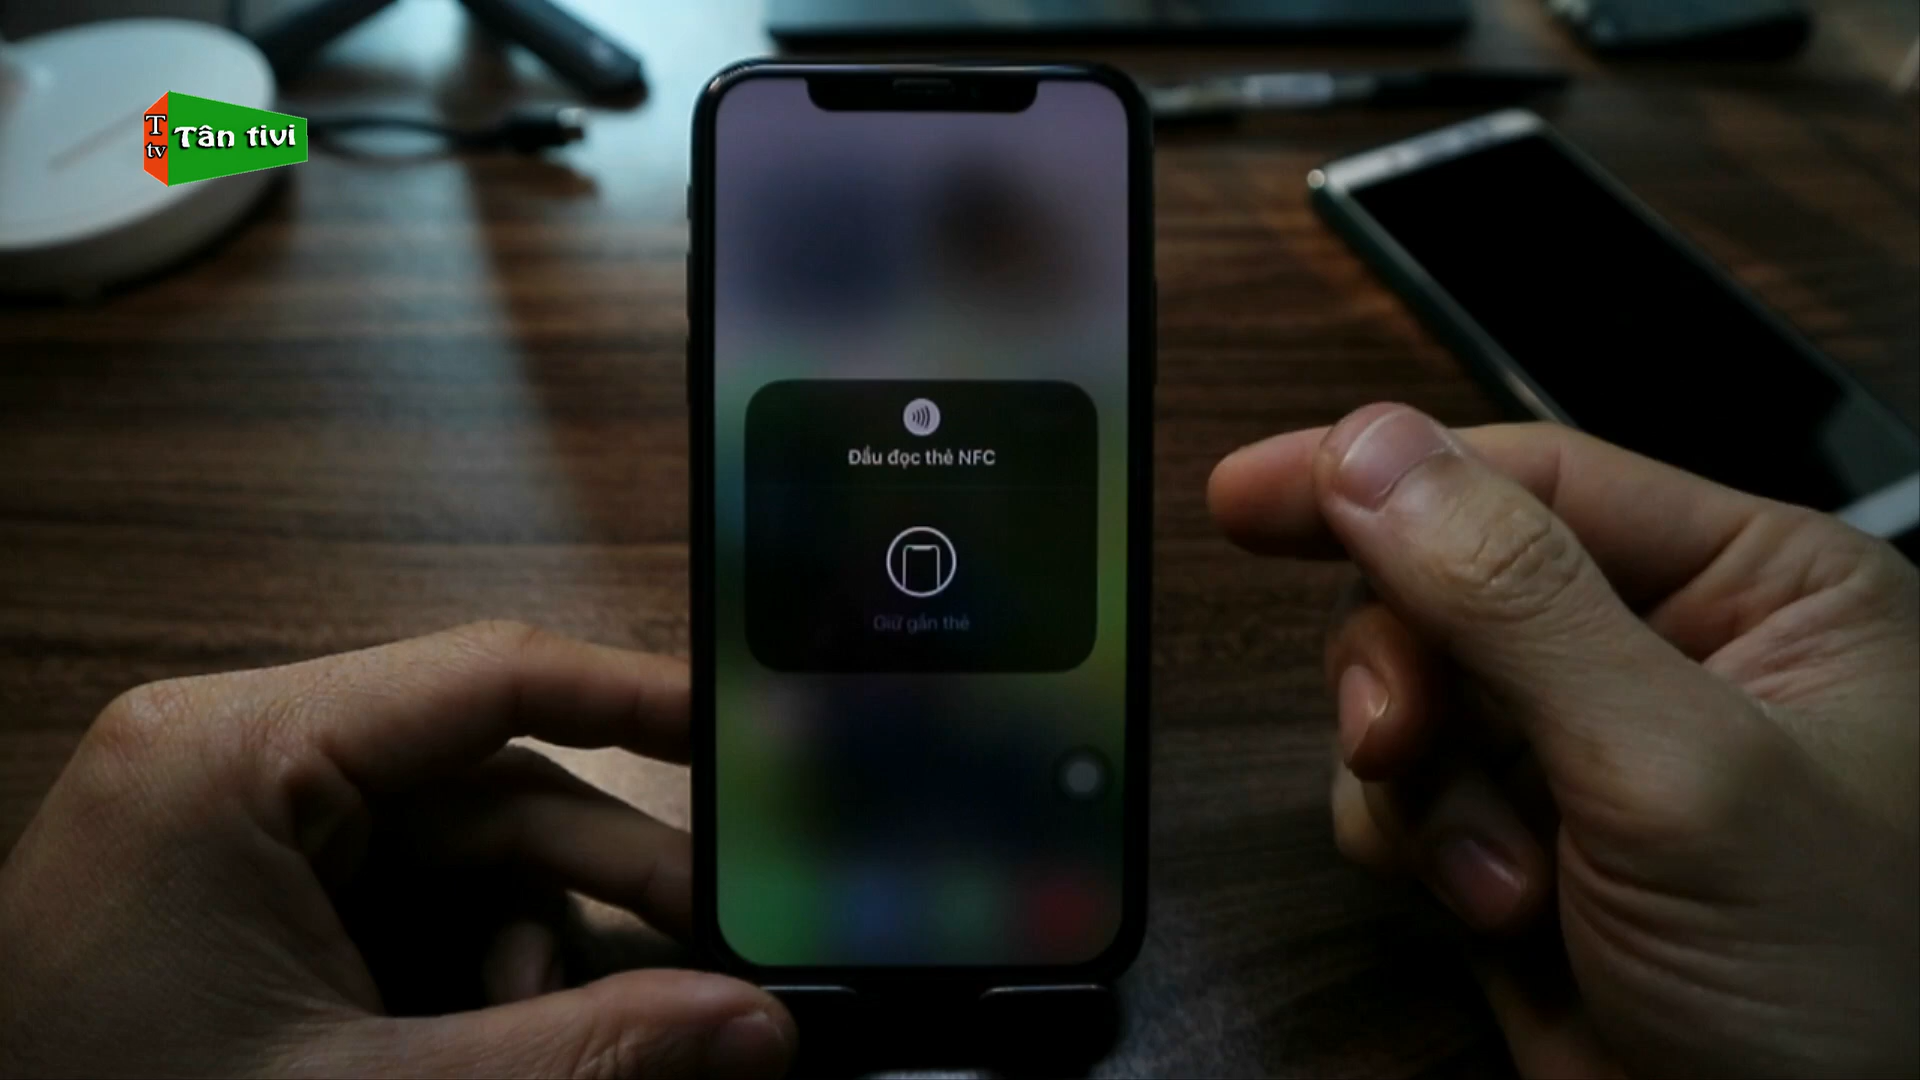 T
tv
Tân tivi
Đầu đọc thẻ NFC
Giữ gần thẻ